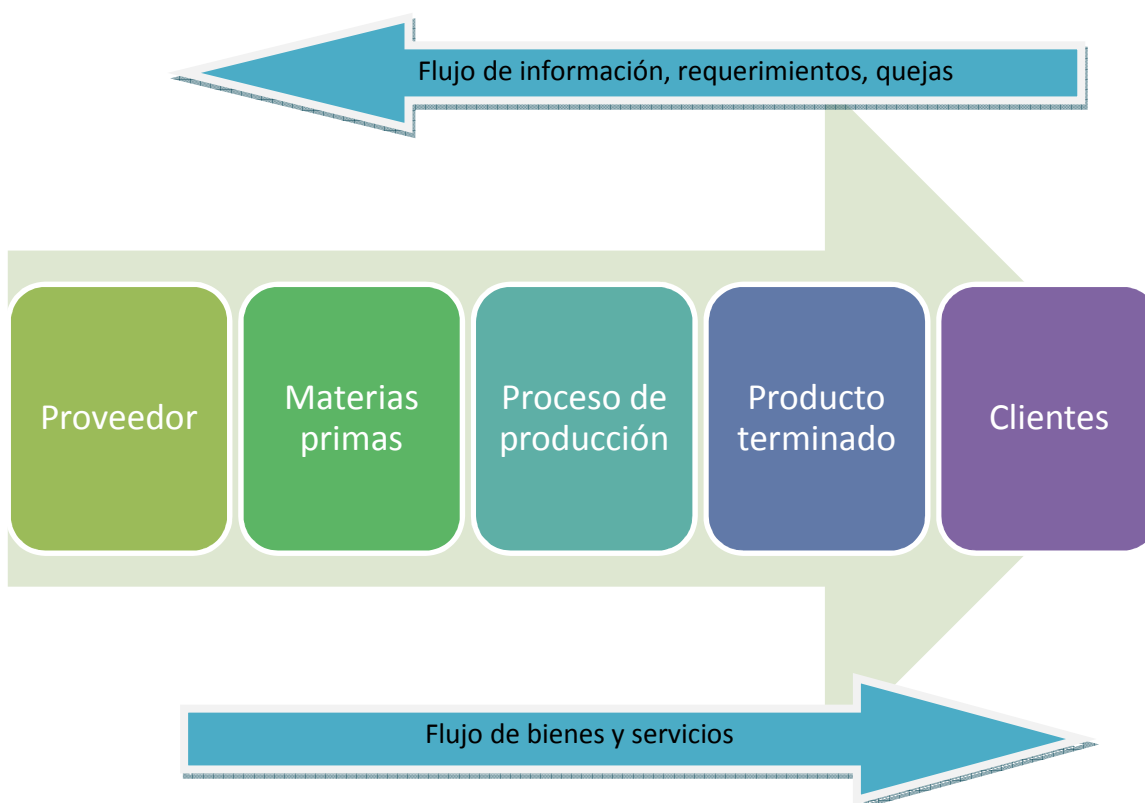 Flujo de información, requerimientos, quejas
Proveedor
Materias
primas
Proceso de
producción
Producto
terminado
Clientes
Flujo de bienes y servicios